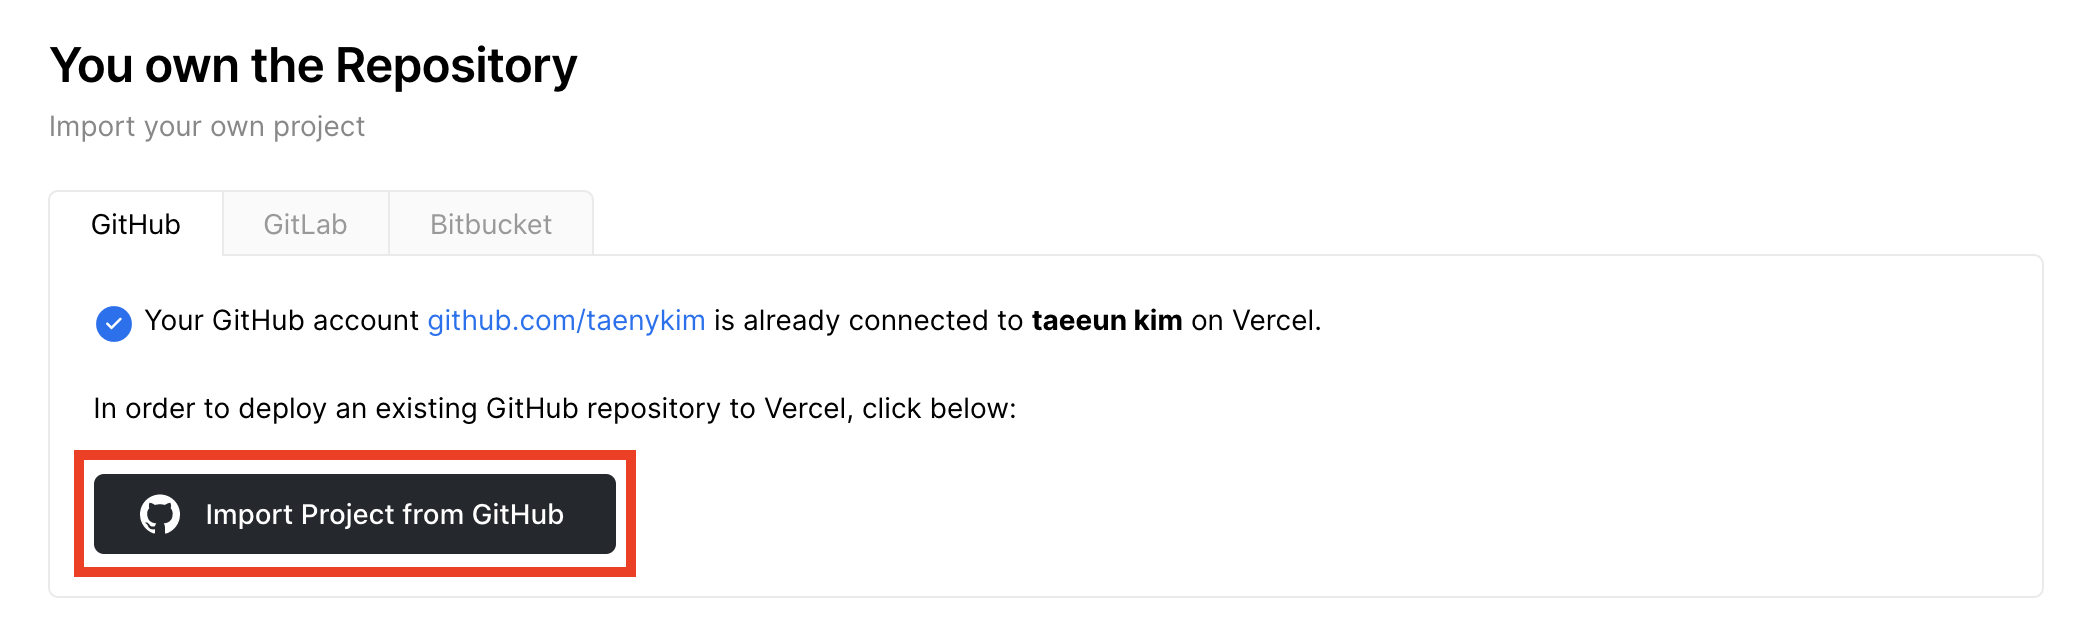 You own the Repository
Import your own project
GitHub GitLab Bitbucket
Your GitHub account github.com/taenykim is already connected to taeeun kim on Vercel.
In order to deploy an existing GitHub repository to Vercel, click below:
Import Project from GitHub